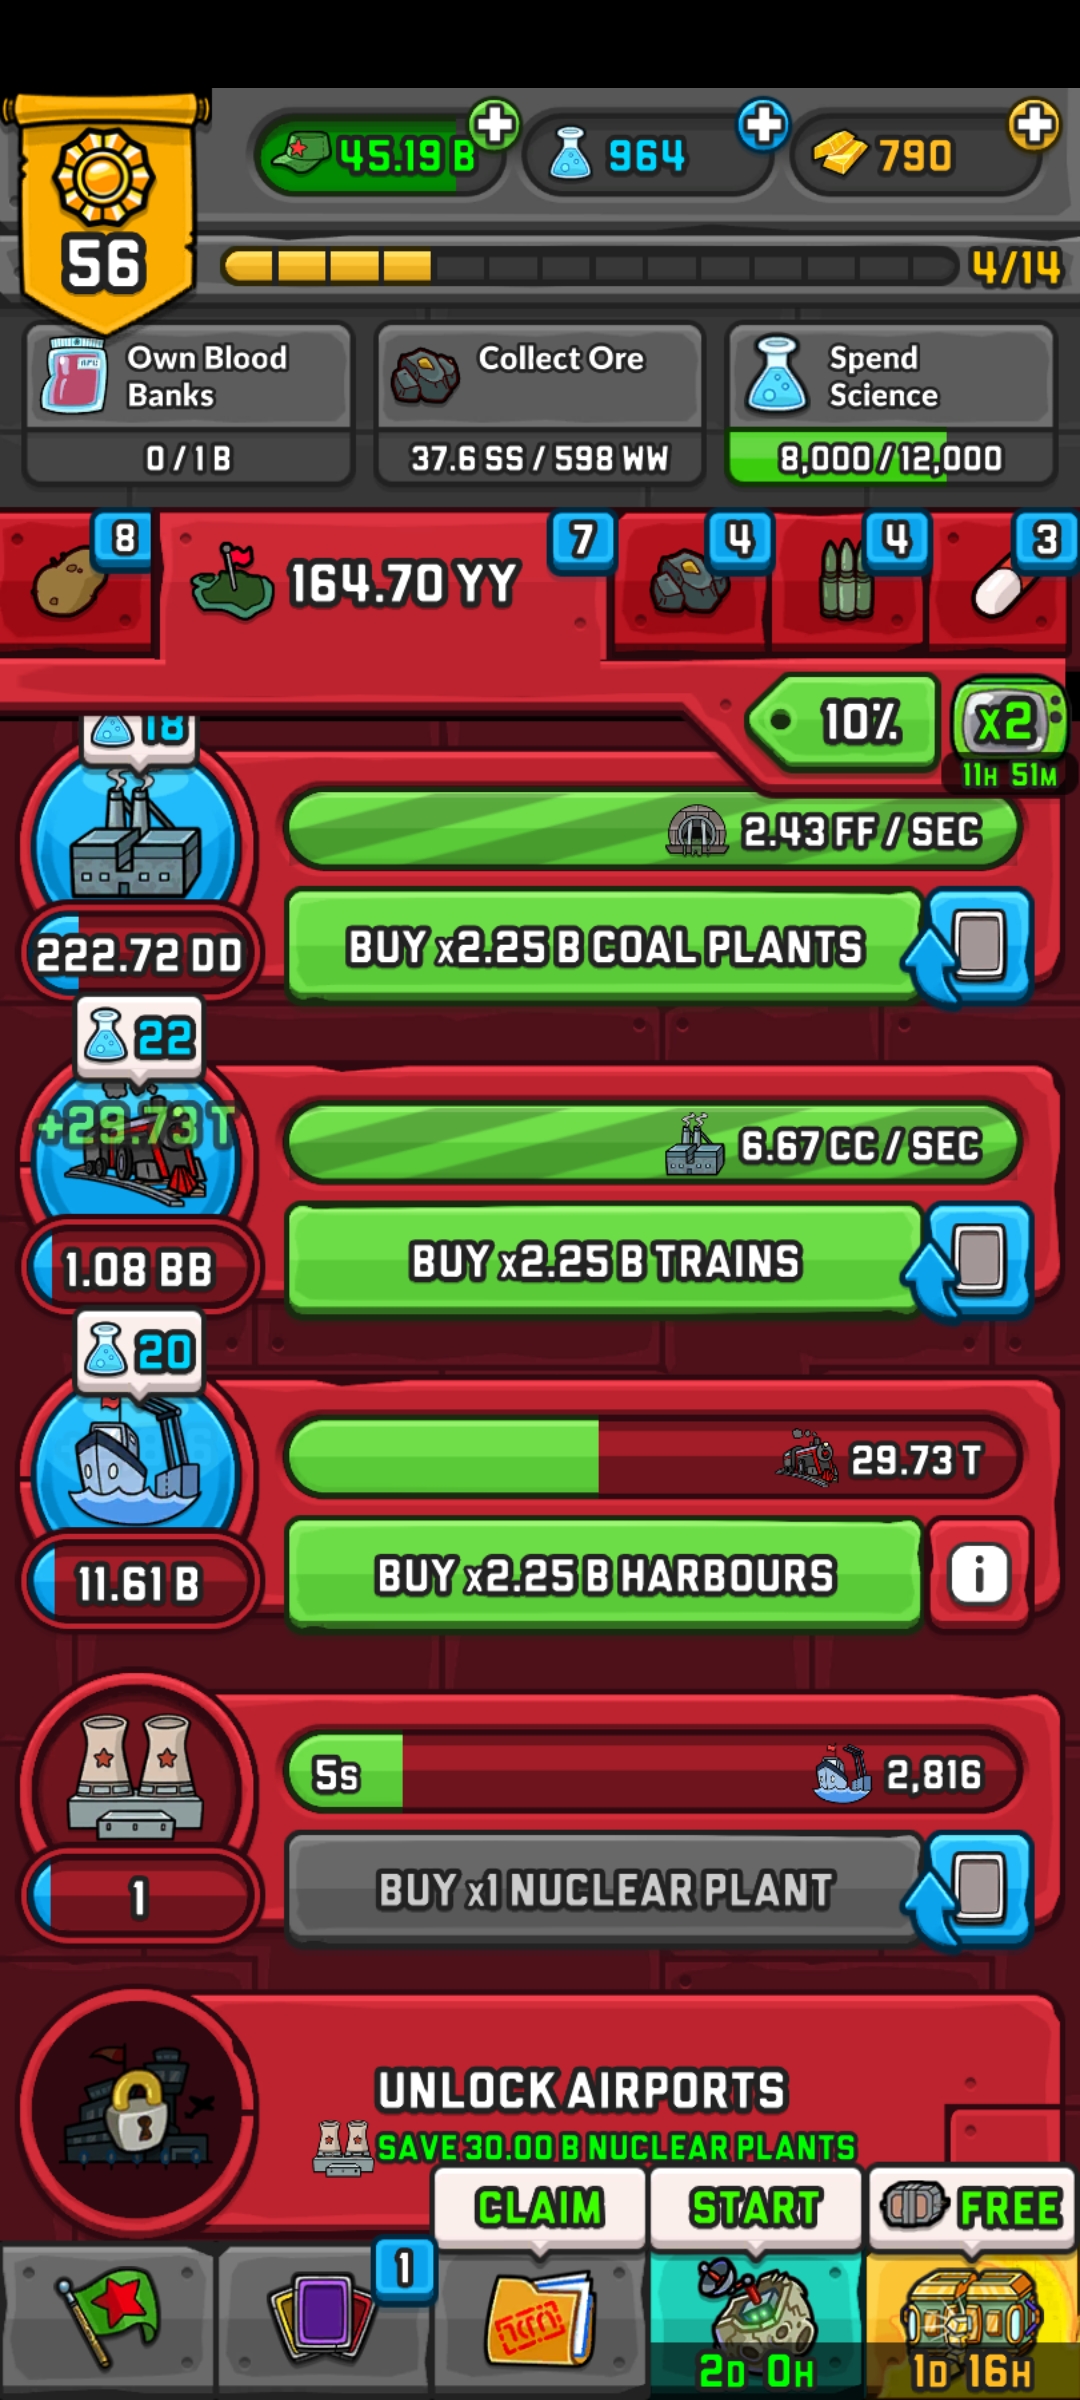 45.19 B
964
790
56
4/14
Own Blood
Banks
0 / 1 B
Collect Ore
37.6 SS / 598 WW
Spend
Science
8,000 / 12,000
8
164.70 YY
7
4
4
3
10%
x2
11H 51M
18
2.43 FF / SEC
222.72 DD
BUY x2.25 B COAL PLANTS
22
+29.73 T
6.67 CC / SEC
1.08 BB
BUY x2.25 B TRAINS
20
29.73 T
11.61 B
BUY x2.25 B HARBOURS
i
5s
2,816
1
BUY x1 NUCLEAR PLANT
UNLOCK AIRPORTS
SAVE 30.00 B NUCLEAR PLANTS
CLAIM
START
FREE
1
2D 0H
1D 16H